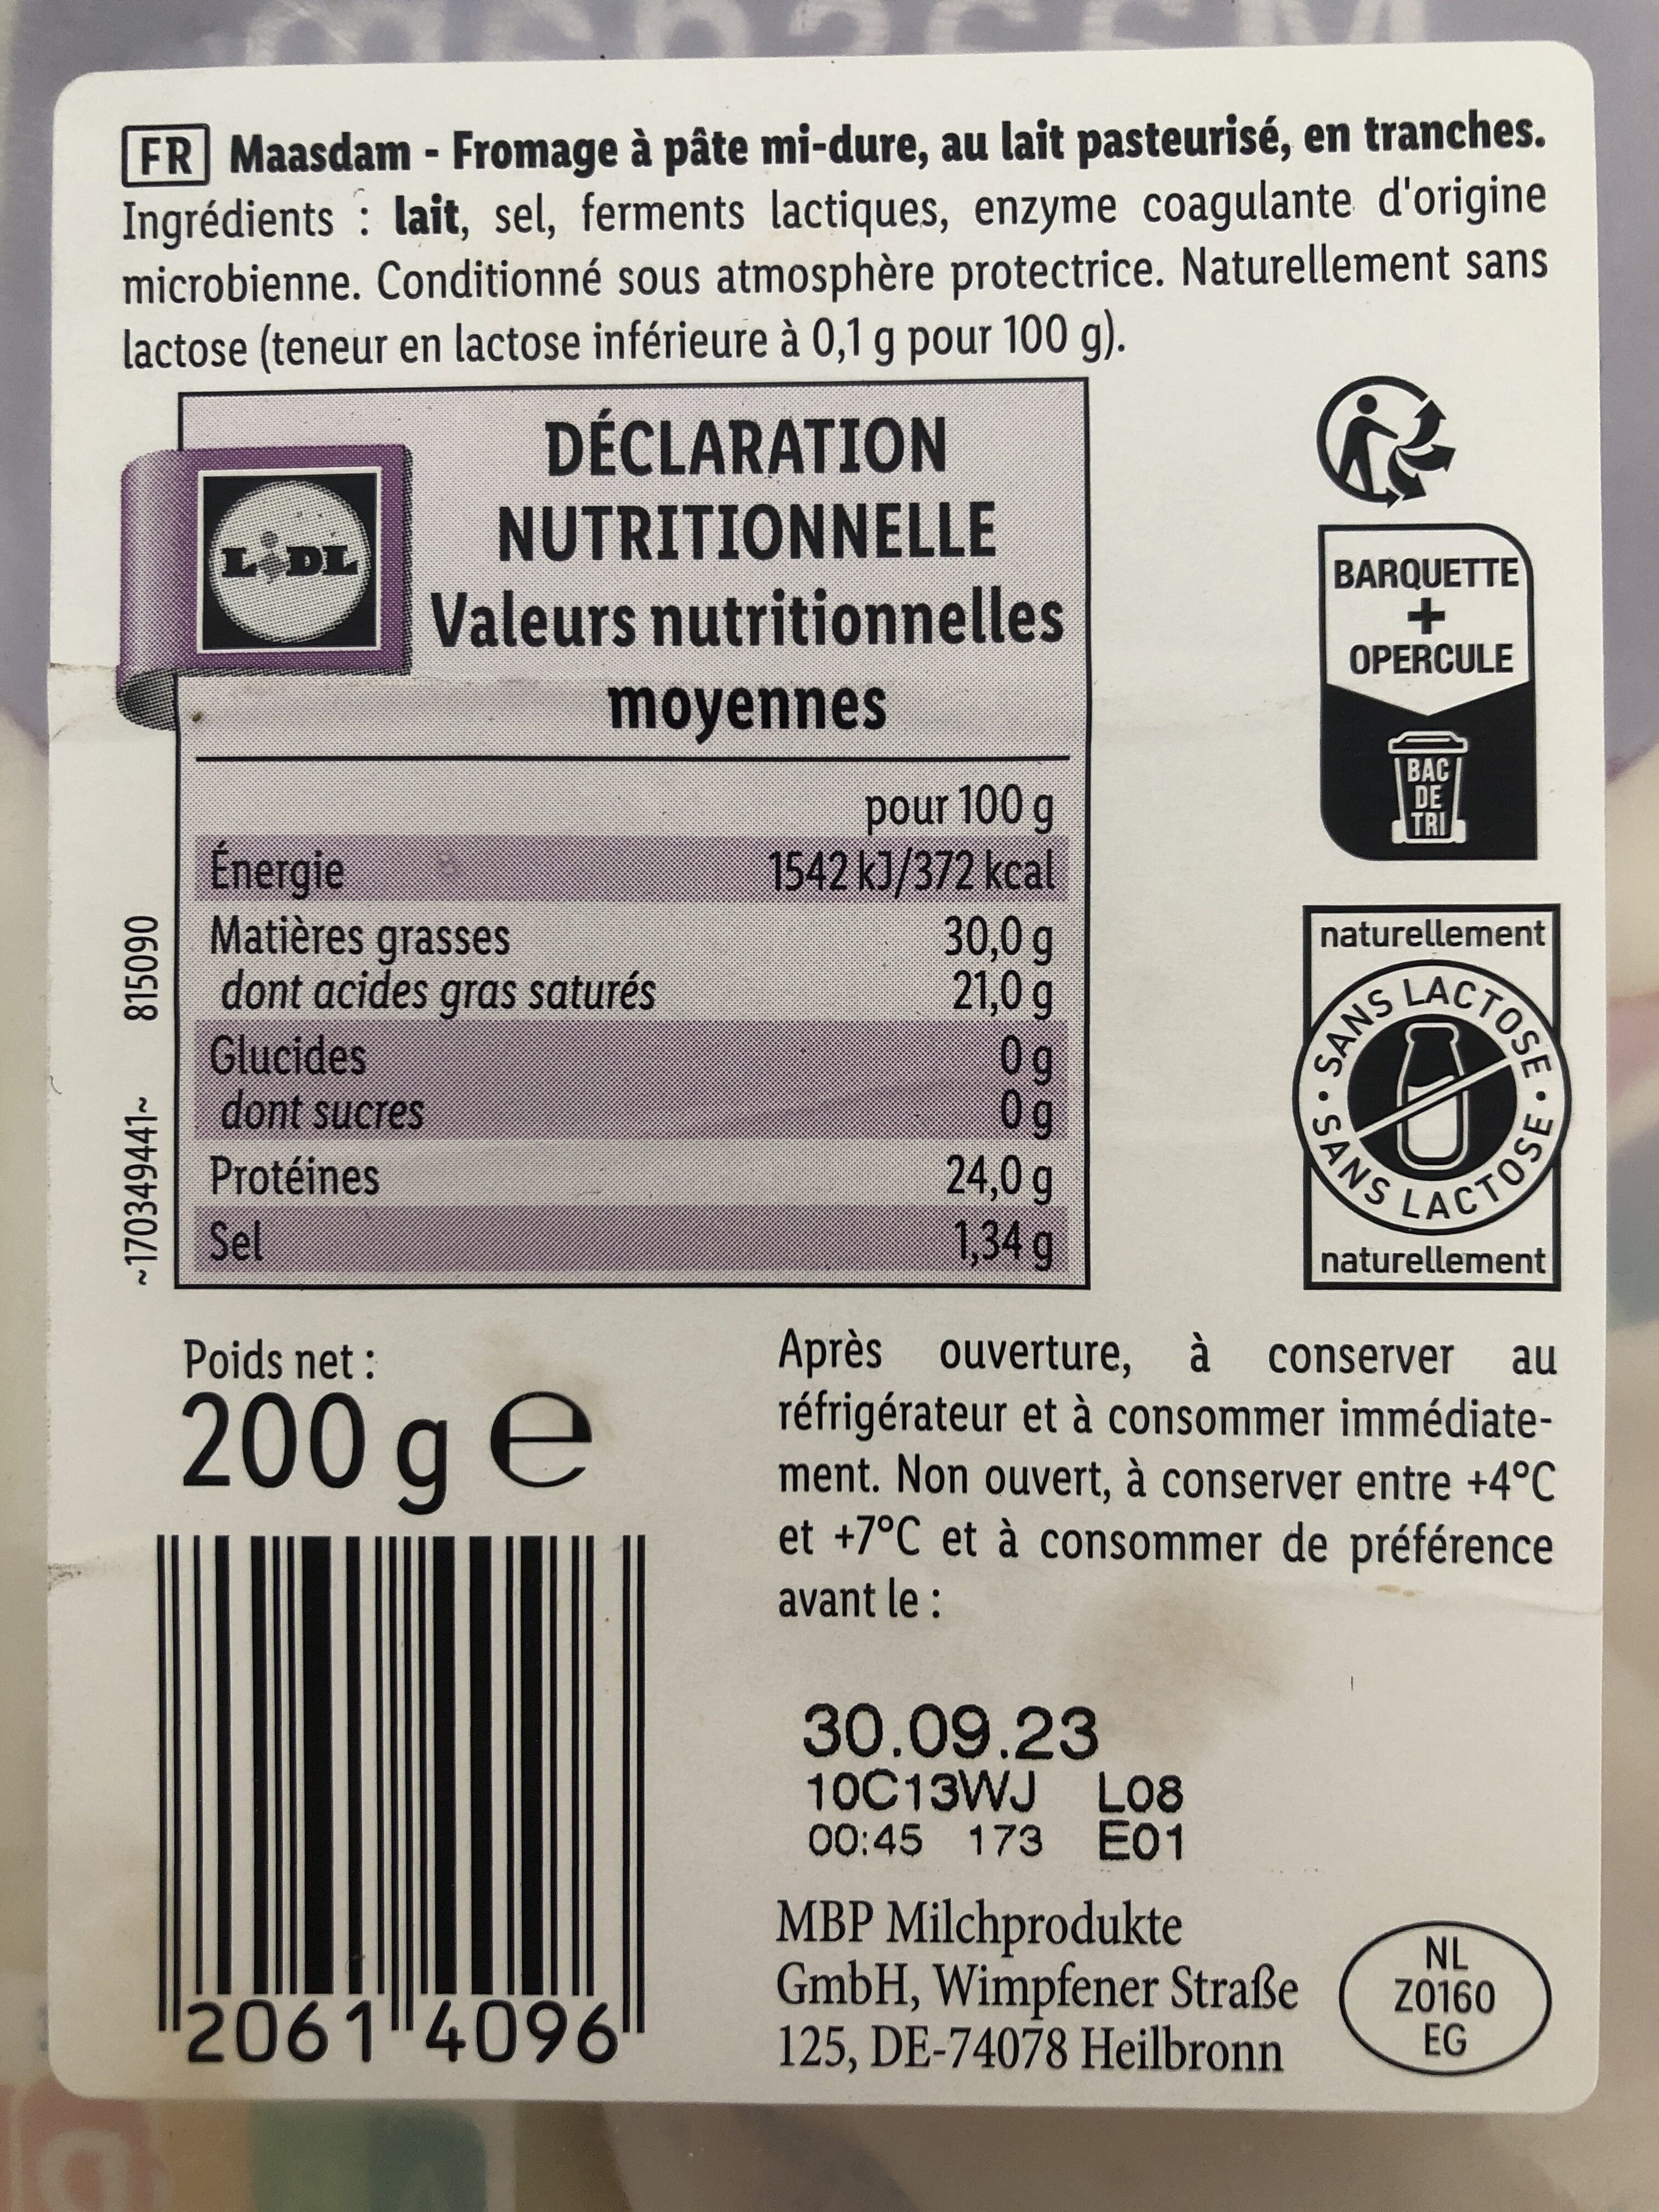 FR Maasdam - Fromage à pâte mi-dure, au lait pasteurisé, en tranches.
Ingrédients : lait, sel, ferments lactiques, enzyme coagulante d'origine
microbienne. Conditionné sous atmosphère protectrice. Naturellement sans
lactose (teneur en lactose inférieure à 0,1 g pour 100 g).
LIDL
DÉCLARATION
NUTRITIONNELLE
Valeurs nutritionnelles
moyennes
pour 100 g
Énergie 1542 kJ/372 kcal
Matières grasses 30,0 g
dont acides gras saturés 21,0 g
Glucides 0 g
dont sucres 0 g
Protéines 24,0 g
Sel 1,34 g
~170349441~ 815090
BARQUETTE
+
OPERCULE
BAC
DE
TRI
naturellement
SANS LACTOSE • SANS LACTOSE •
naturellement
Poids net :
200 g e
2061 4096
Après ouverture, à conserver au
réfrigérateur et à consommer immédiate-
ment. Non ouvert, à conserver entre +4°C
et +7°C et à consommer de préférence
avant le :
30.09.23
10C13WJ L08
00:45 173 E01
MBP Milchprodukte
GmbH, Wimpfener Straße
125, DE-74078 Heilbronn
NL
Z0160
EG